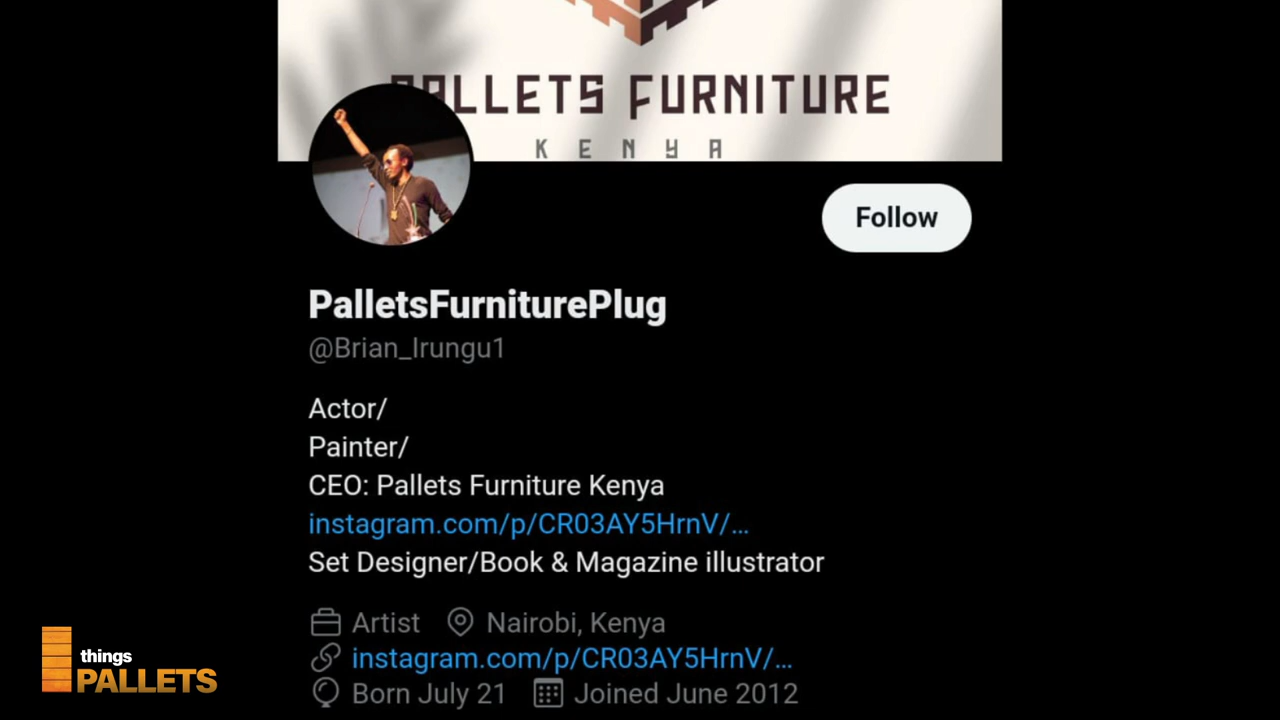 PALLETS FURNITURE
KENYA
Follow
PalletsFurniturePlug
@Brian_Irungu1
Actor/
Painter/
CEO: Pallets Furniture Kenya
instagram.com/p/CR03AY5HrnV/...
Set Designer/Book & Magazine illustrator
Artist Nairobi, Kenya
instagram.com/p/CR03AY5HrnV/...
Born July 21 Joined June 2012
things
PALLETS